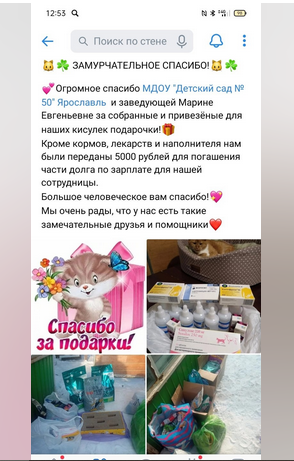 12:53
Поиск по стене
ЗАМУРЧАТЕЛЬНОЕ СПАСИБО!
Огромное спасибо МДОУ "Детский сад №
50" Ярославль и заведующей Марине
Евгеньевне за собранные и привезённые для
наших кисулек подарочки!
Кроме кормов, лекарств и наполнителя нам
были переданы 5000 рублей для погашения
части долга по зарплате для нашей
сотрудницы.
Большое человеческое вам спасибо!
Мы очень рады, что у нас есть такие
замечательные друзья и помощники
Спасибо
за подарки!